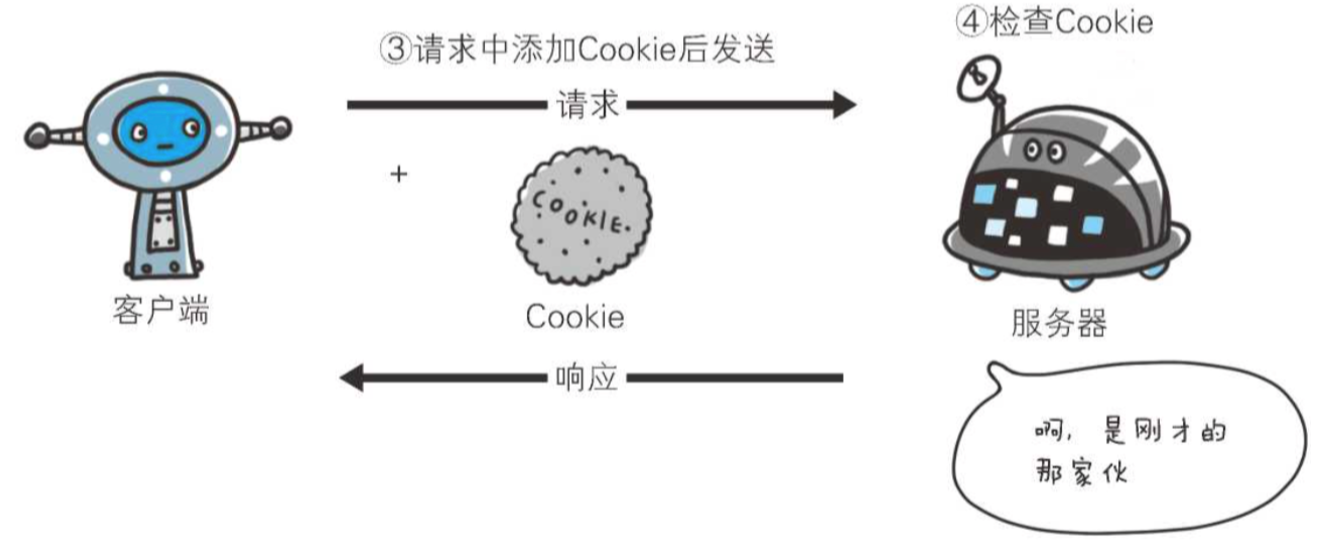 ④检查Cookie
③请求中添加Cookie后发送
请求
+
COOKIE
Cookie
客户端
服务器
响应
啊，是刚才的
那家伙